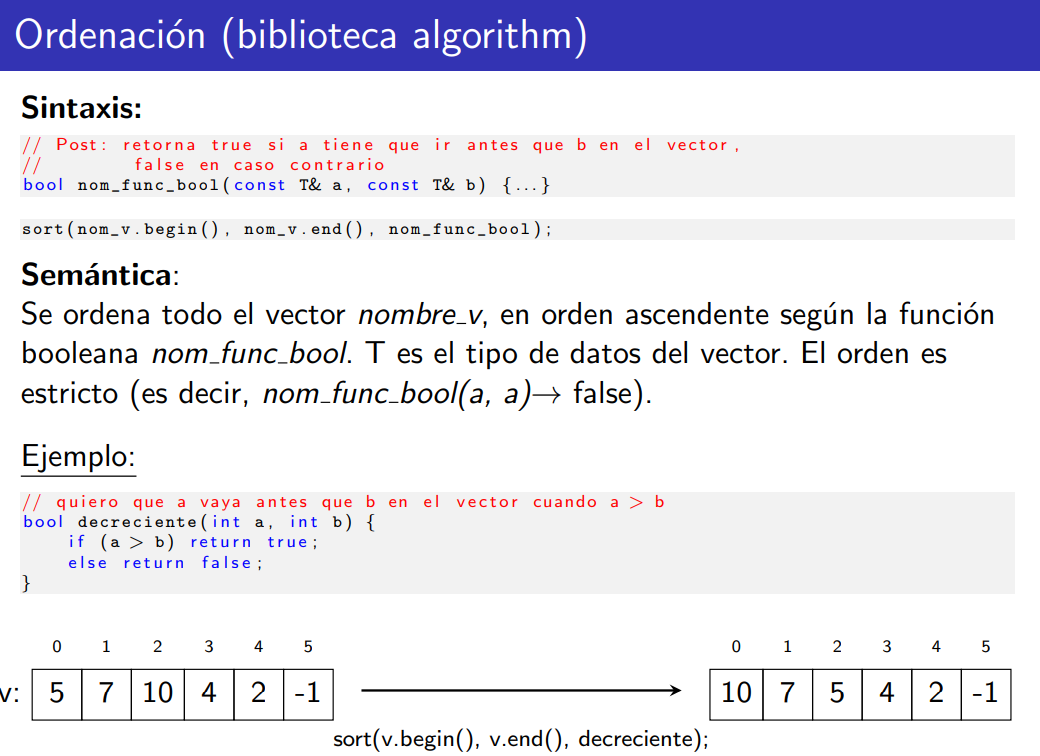 Ordenación (biblioteca algorithm)
Sintaxis:
// Post: retorna true si a tiene que ir antes que b en el vector,
// false en caso contrario
bool nom_func_bool(const T& a, const T& b) {...}
sort(nom_v.begin(), nom_v.end(), nom_func_bool);
Semántica:
Se ordena todo el vector nombre_v, en orden ascendente según la función
booleana nom_func_bool. T es el tipo de datos del vector. El orden es
estricto (es decir, nom_func_bool(a, a)→ false).
Ejemplo:
// quiero que a vaya antes que b en el vector cuando a > b
bool decreciente(int a, int b) {
if (a > b) return true;
else return false;
}
0 1 2 3 4 5 0 1 2 3 4 5
v: 5 7 10 4 2 -1 10 7 5 4 2 -1
sort(v.begin(), v.end(), decreciente);